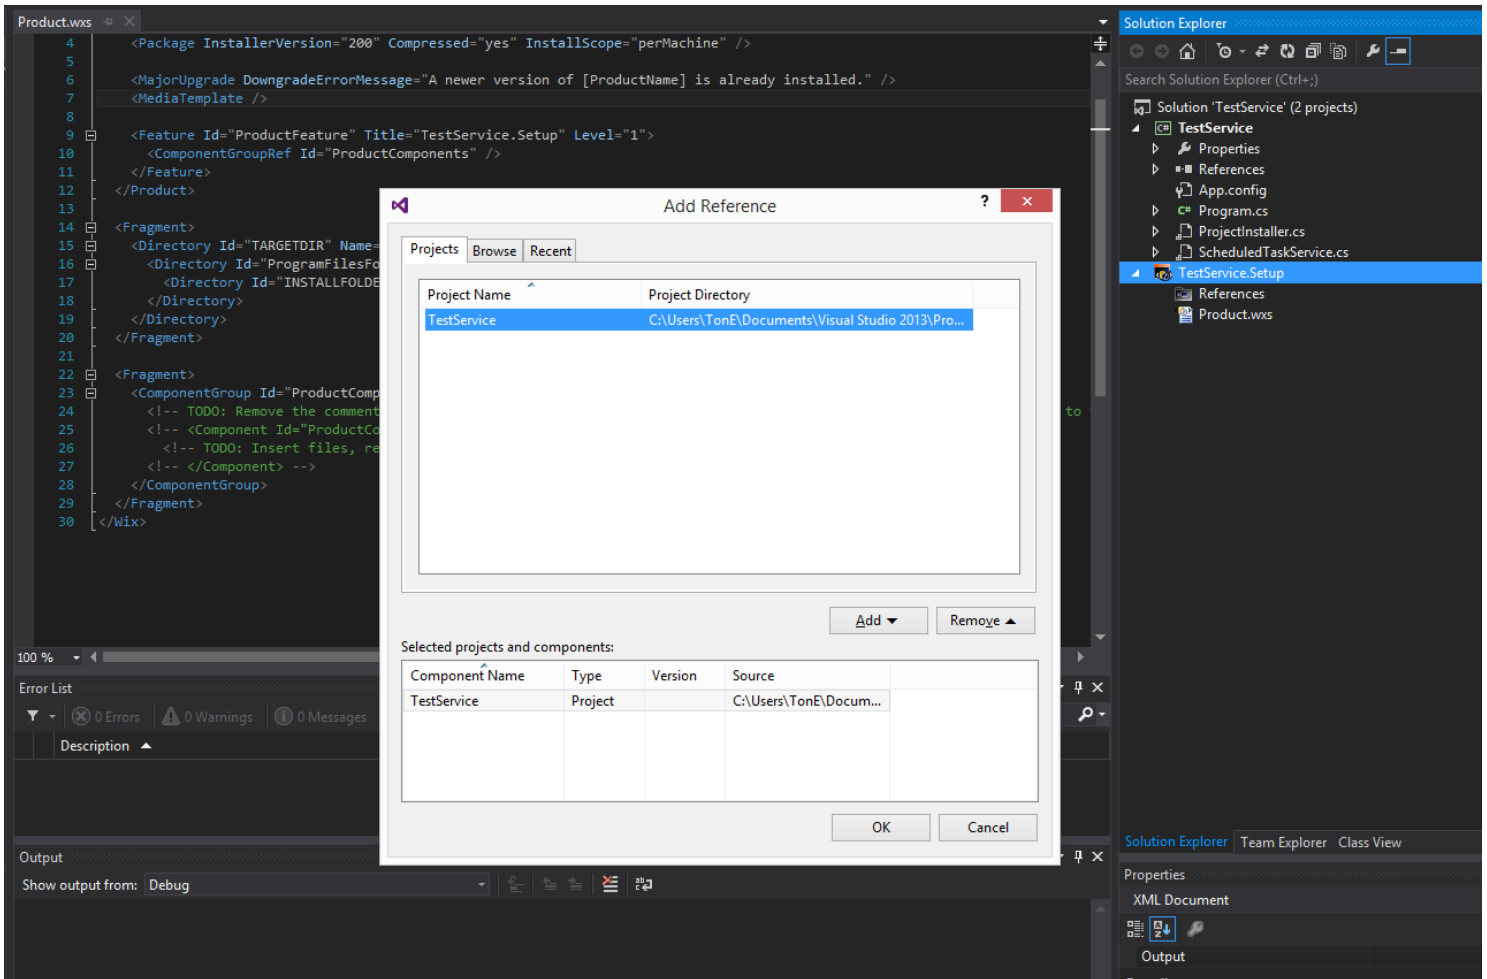 Product.wxs
4 <Package InstallerVersion="200" Compressed="yes" InstallScope="perMachine" />
5
6 <MajorUpgrade DowngradeErrorMessage="A newer version of [ProductName] is already installed." />
7 <MediaTemplate />
8
9 <Feature Id="ProductFeature" Title="TestService.Setup" Level="1">
10 <ComponentGroupRef Id="ProductComponents" />
11 </Feature>
12 </Product>
13
14 <Fragment>
15 <Directory Id="TARGETDIR" Name=
16 <Directory Id="ProgramFilesFo
17 <Directory Id="INSTALLFOLDE
18 </Directory>
19 </Directory>
20 </Fragment>
21
22 <Fragment>
23 <ComponentGroup Id="ProductComp
24 <!-- TODO: Remove the comment to
25 <!-- <Component Id="ProductCo
26 <!-- TODO: Insert files, re
27 <!-- </Component> -->
28 </ComponentGroup>
29 </Fragment>
30 </Wix>
100 %
Add Reference
?
Projects Browse Recent
Project Name Project Directory
TestService C:\Users\TonE\Documents\Visual Studio 2013\Pro...
Add Remove
Selected projects and components:
Component Name Type Version Source
TestService Project C:\Users\TonE\Docum...
OK Cancel
Error List
0 Errors 0 Warnings 0 Messages
Description
Output
Show output from: Debug
Solution Explorer
Search Solution Explorer (Ctrl+;)
Solution 'TestService' (2 projects)
C# TestService
Properties
References
App.config
C# Program.cs
ProjectInstaller.cs
ScheduledTaskService.cs
TestService.Setup
References
Product.wxs
Solution Explorer Team Explorer Class View
Properties
XML Document
Output